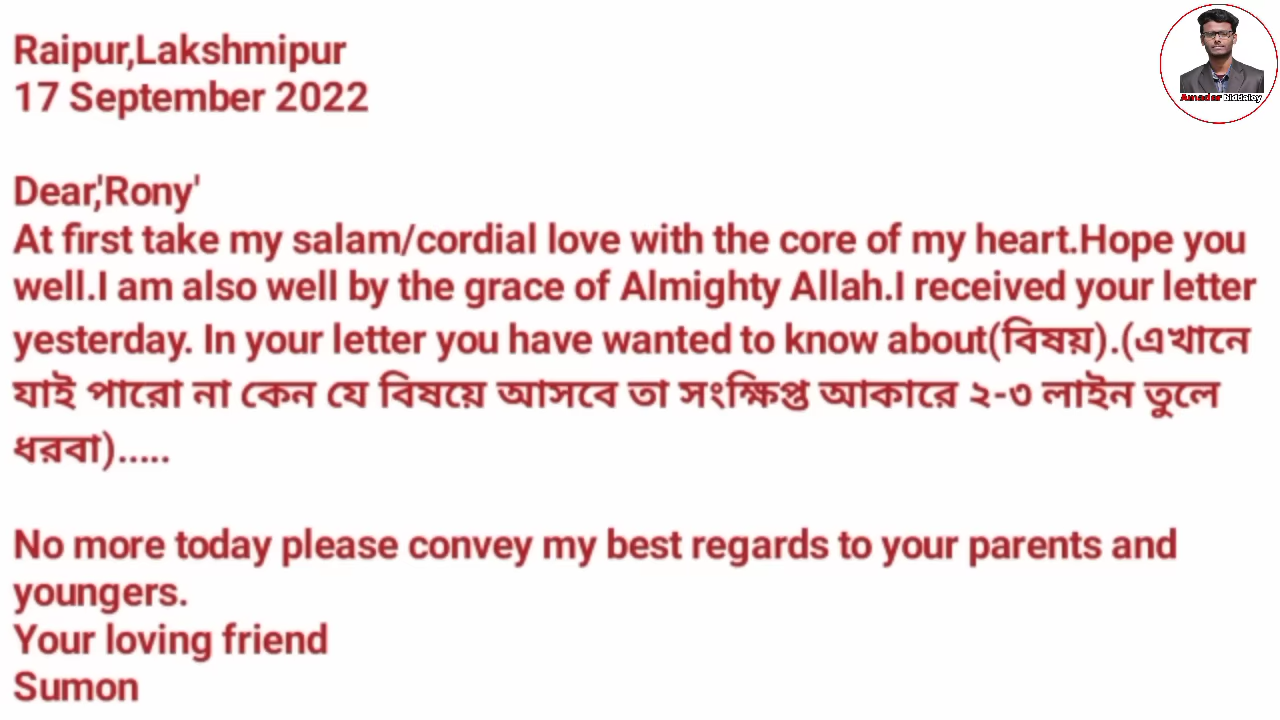 Raipur,Lakshmipur
17 September 2022
Dear,'Rony'
At first take my salam/cordial love with the core of my heart.Hope you
well.I am also well by the grace of Almighty Allah.I received your letter
yesterday. In your letter you have wanted to know about(বিষয়).(এখানে
যাই পারো না কেন যে বিষয়ে আসবে তা সংক্ষিপ্ত আকারে ২-৩ লাইন তুলে
ধরবা).....
No more today please convey my best regards to your parents and
youngers.
Your loving friend
Sumon
Amader